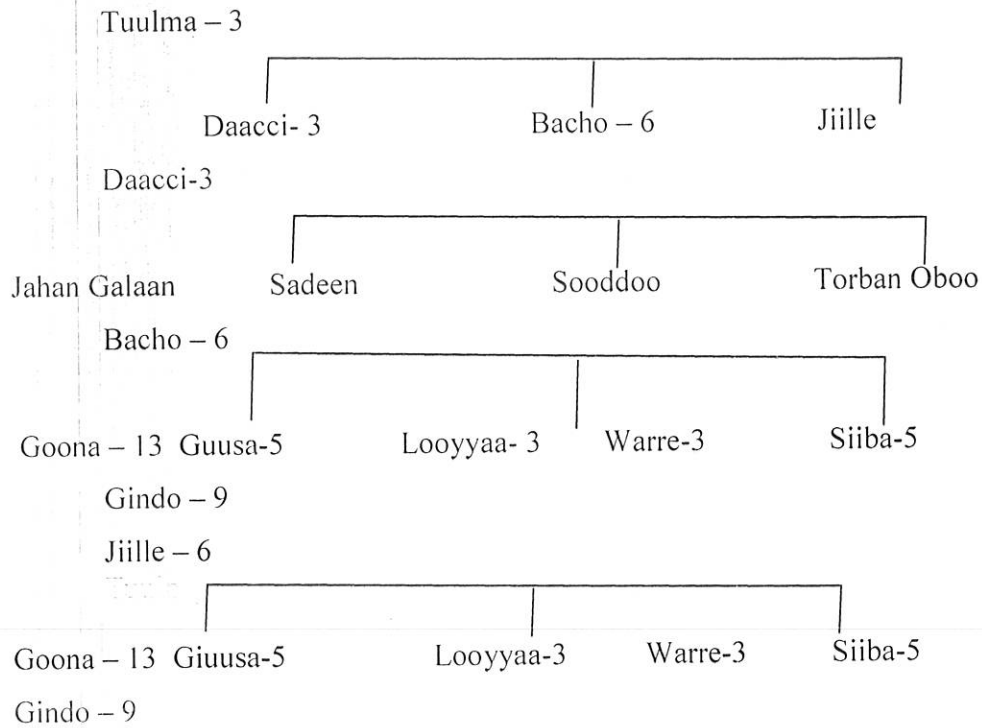 Tuulma – 3
Daacci- 3 Bacho – 6 Jiille
Daacci-3
Jahan Galaan Sadeen Sooddoo Torban Oboo
Bacho – 6
Goona – 13 Guusa-5 Looyyaa- 3 Warre-3 Siiba-5
Gindo – 9
Jiille – 6
Goona – 13 Giuusa-5 Looyyaa-3 Warre-3 Siiba-5
Gindo – 9